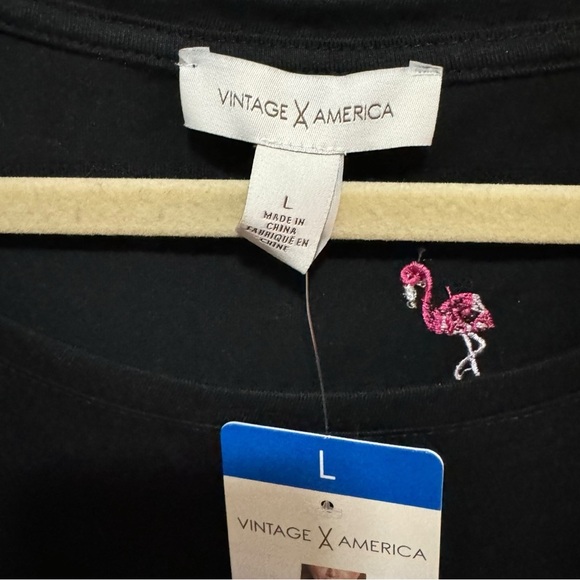 VINTAGE AMERICA
L
MADE IN
CHINA
FABRIQUÉ EN
CHINE
L
VINTAGE AMERICA